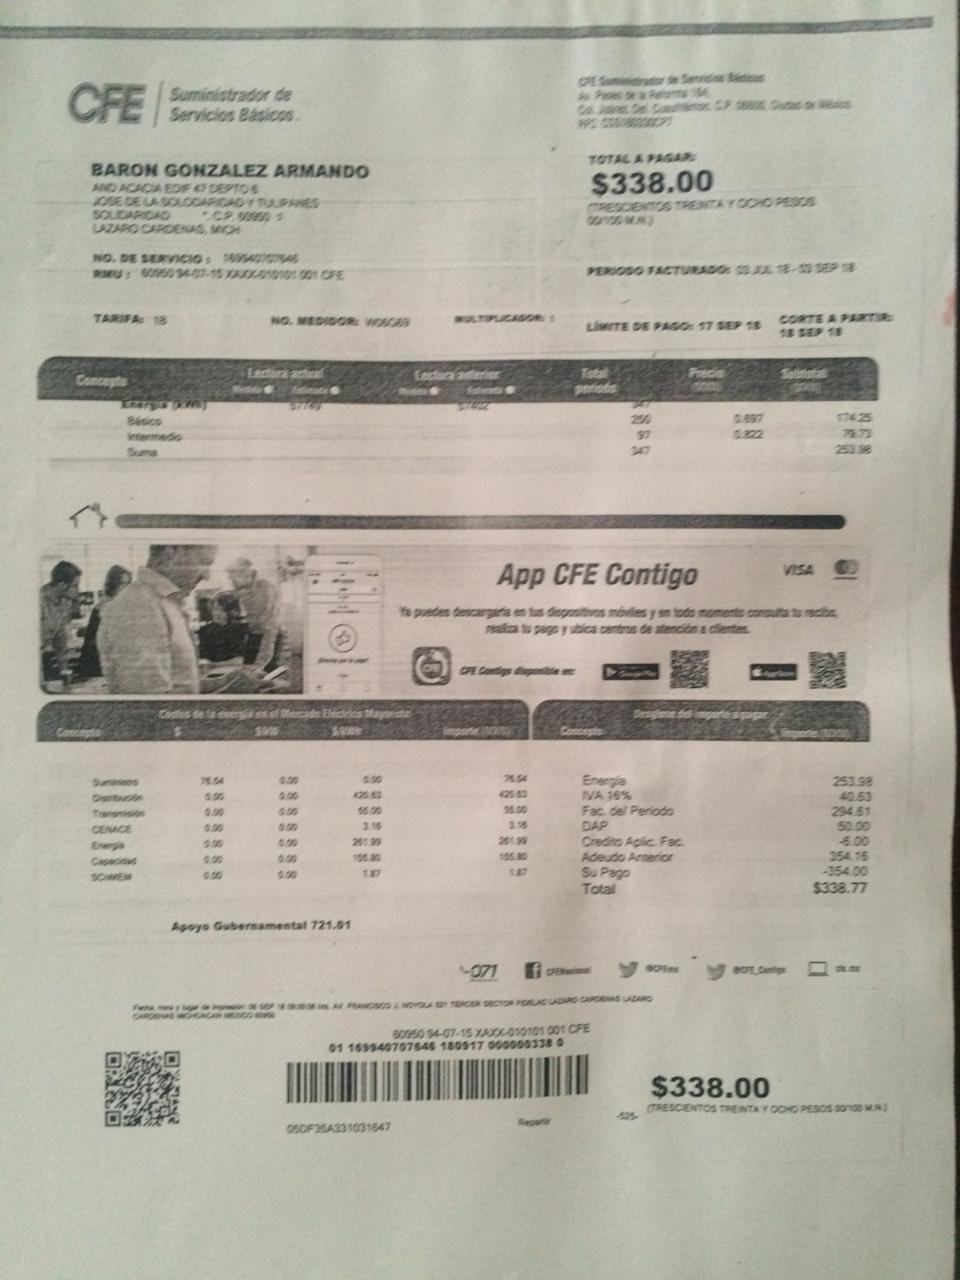 CFE Suministrador de
Servicios Básicos
CFE Suministrador de Servicios Básicos
Av. Paseo de la Reforma 164,
Col. Juárez, Del. Cuauhtémoc, C.P. 06600, Ciudad de México.
BARON GONZALEZ ARMANDO
AND ACACIA EDIF 47 DEPTO 6
JOSE DE LA SOLODARIDAD Y TULIPANES
SOLIDARIDAD C.P. 60950
LAZARO CARDENAS, MICH
TOTAL A PAGAR:
$338.00
(TRESCIENTOS TREINTA Y OCHO PESOS
00/100 M.N.)
NO. DE SERVICIO : 169940707646
RMU : 60950 94-07-15 XAXX-010101 001 CFE
PERIODO FACTURADO: 03 JUL 18 - 03 SEP 18
TARIFA: 1B NO. MEDIDOR: MULTIPLICADOR: 1
LÍMITE DE PAGO: 17 SEP 18 CORTE A PARTIR:
18 SEP 18
Concepto Lectura actual Lectura anterior Total periodo Precio Subtotal
Medida Estimada Medida Estimada
Energía (kWh) 57749 57402 347
Básico 250 0.697 174.25
Intermedio 97 0.822 79.73
Suma 347 253.98
App CFE Contigo VISA
Ya puedes descargarla en tus dispositivos móviles y en todo momento consulta tu recibo,
realiza tu pago y ubica centros de atención a clientes.
CFE Contigo disponible en: Google Play App Store
Costos de la energía en el Mercado Eléctrico Mayorista
Concepto $ $/kW $/kWh Importe (MXN)
Suministro 76.54 0.00 0.00 76.54
Distribución 0.00 0.00 420.63 420.63
Transmisión 0.00 0.00 55.00 55.00
CENACE 0.00 0.00 3.16 3.16
Energía 0.00 0.00 261.99 261.99
Capacidad 0.00 0.00 155.80 155.80
SCnMEM 0.00 0.00 1.87 1.87
Apoyo Gubernamental 721.01
Desglose del importe a pagar
Concepto Importe (MXN)
Energía 253.98
IVA 16% 40.63
Fac. del Periodo 294.61
DAP 50.00
Credito Aplic. Fac. -6.00
Adeudo Anterior 354.16
Su Pago -354.00
Total $338.77
071 CFENacional @CFEmx @CFE_Contigo cfe.mx
Fecha, hora y lugar de impresión: 06 SEP 18 hrs. AV. FRANCISCO J. NOYOLA 521 TERCER SECTOR FIDELAC LAZARO CARDENAS LAZARO
CARDENAS MICHOACAN MEXICO 60950
60950 94-07-15 XAXX-010101 001 CFE
01 169940707646 180917 000000338 0
$338.00
(TRESCIENTOS TREINTA Y OCHO PESOS 00/100 M.N.)
05DF35A331031647
Repartir
-525-